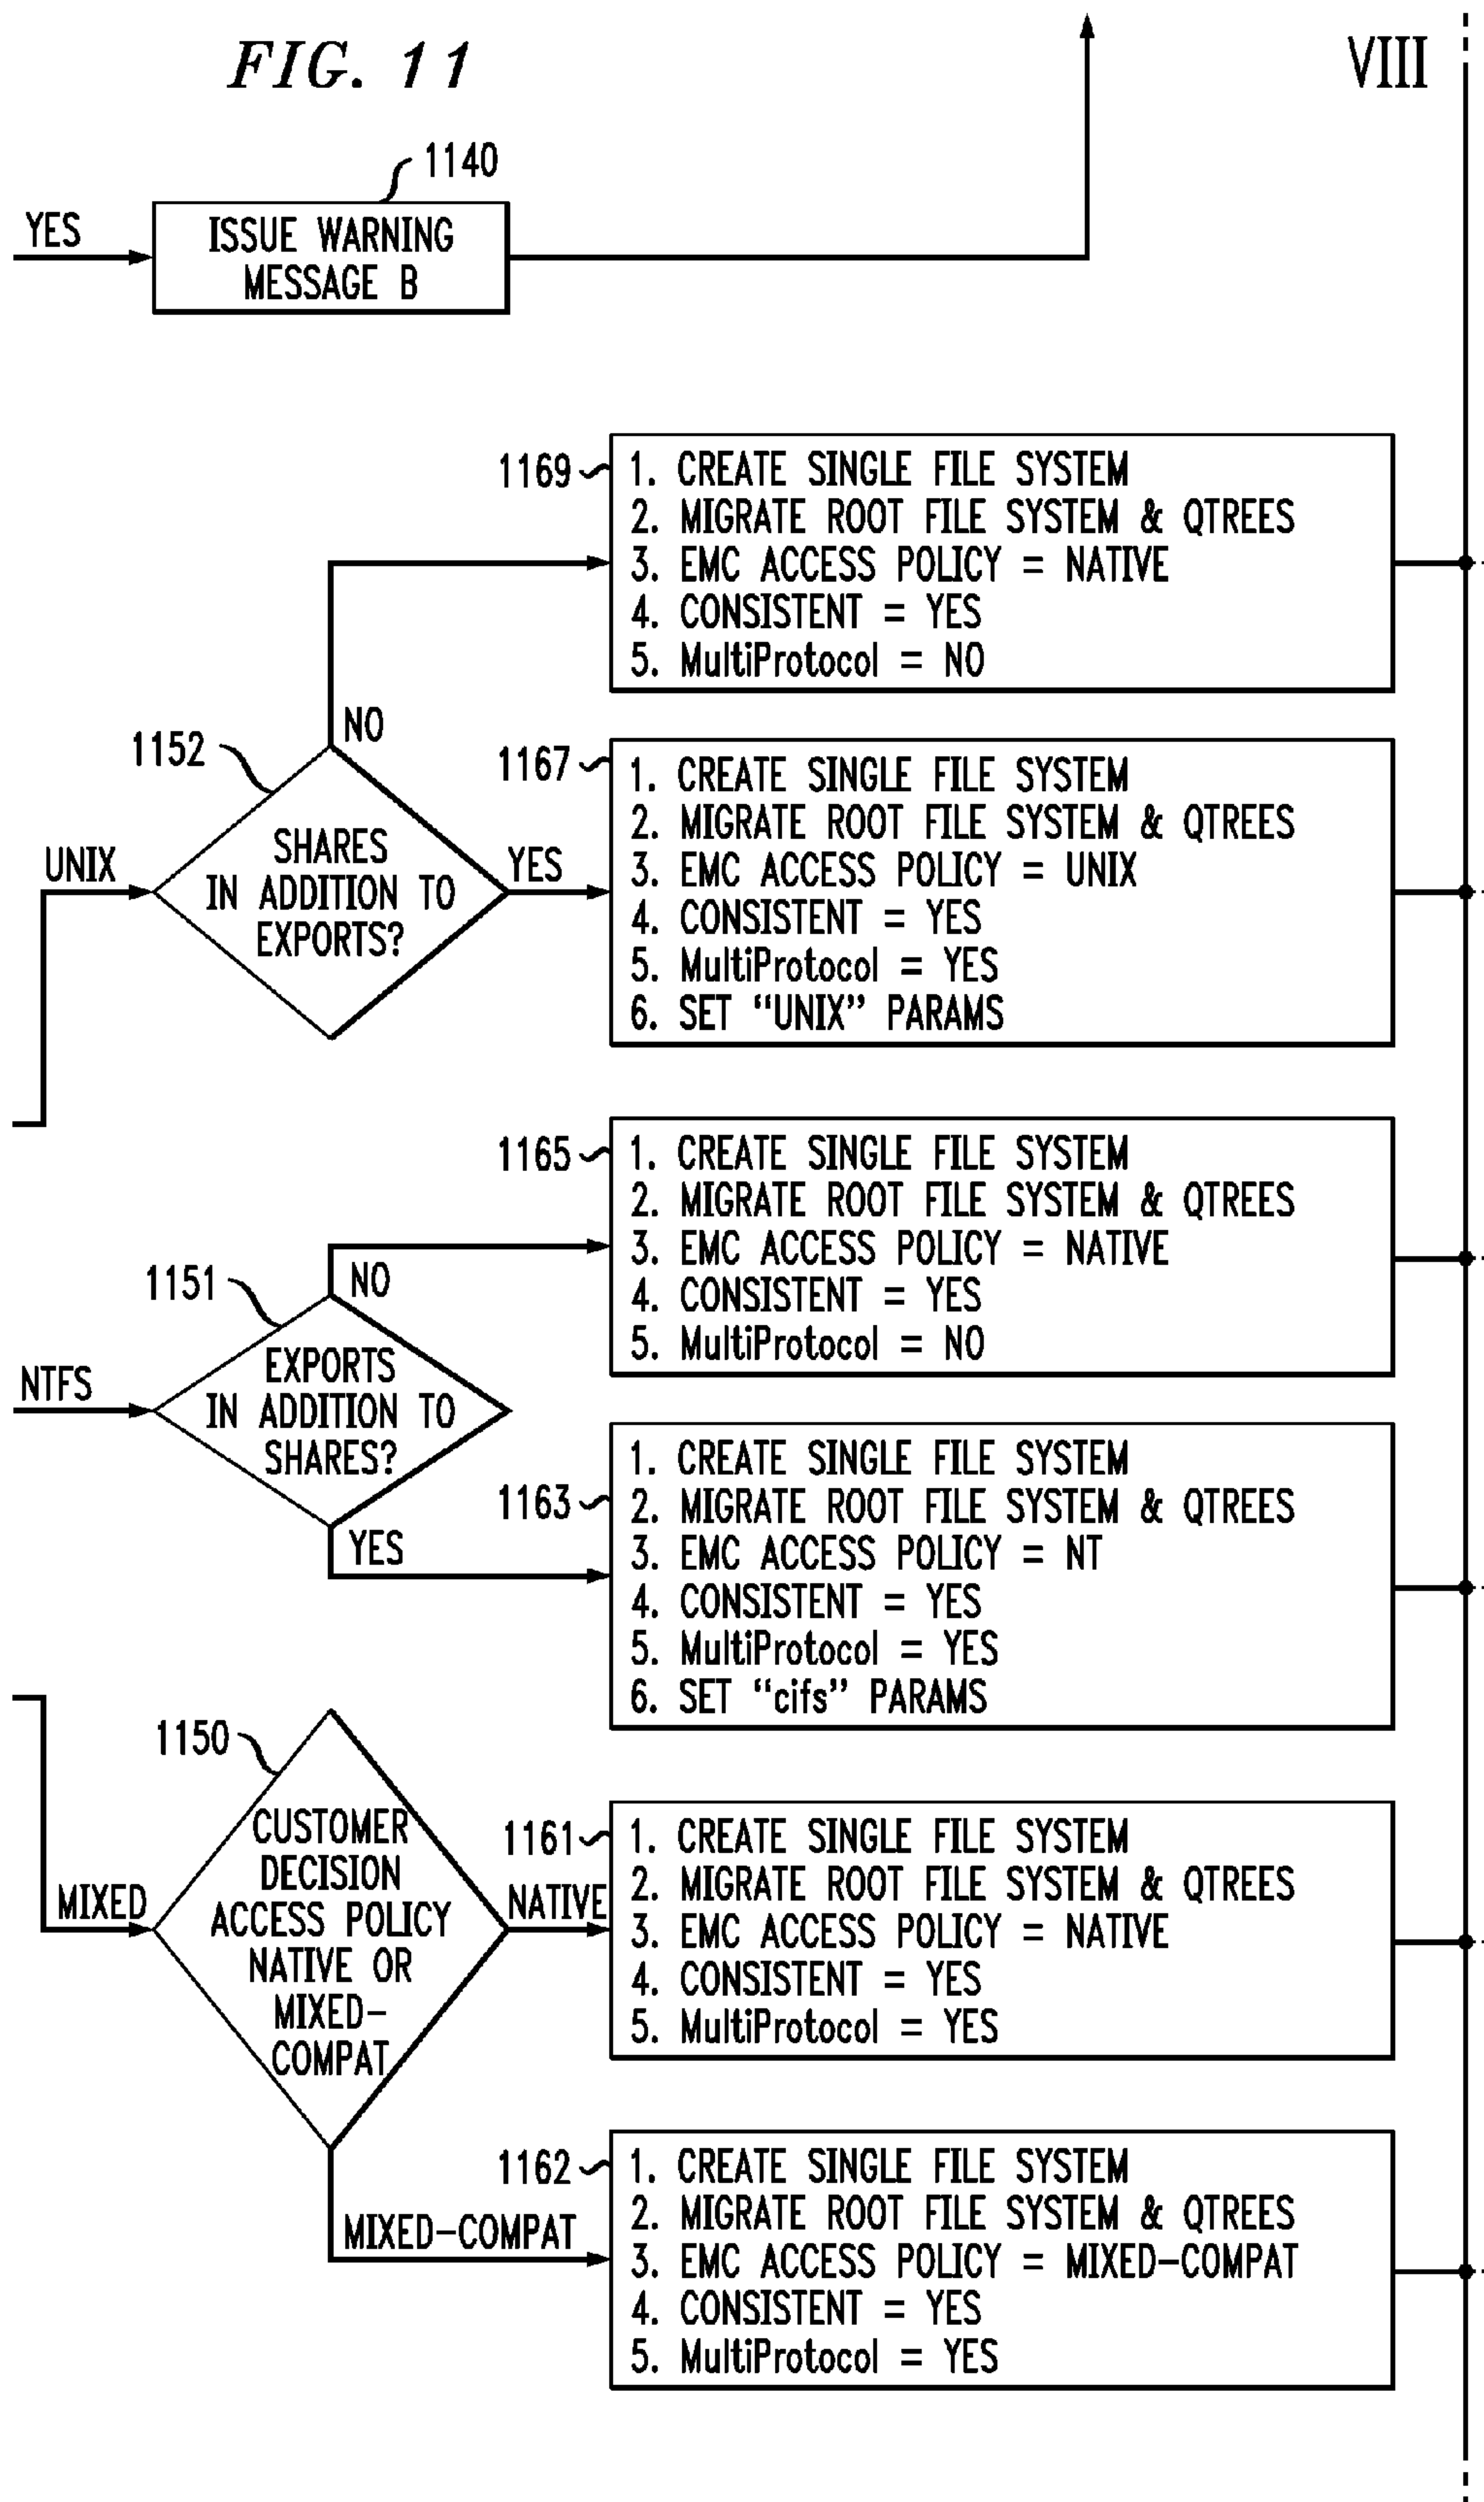 FIG. 11
VIII
1140
YES
ISSUE WARNING
MESSAGE B
1169
1. CREATE SINGLE FILE SYSTEM
2. MIGRATE ROOT FILE SYSTEM & QTREES
3. EMC ACCESS POLICY = NATIVE
4. CONSISTENT = YES
5. MultiProtocol = NO
NO
1152
UNIX
SHARES
IN ADDITION TO
EXPORTS?
YES
1167
1. CREATE SINGLE FILE SYSTEM
2. MIGRATE ROOT FILE SYSTEM & QTREES
3. EMC ACCESS POLICY = UNIX
4. CONSISTENT = YES
5. MultiProtocol = YES
6. SET "UNIX" PARAMS
1165
1. CREATE SINGLE FILE SYSTEM
2. MIGRATE ROOT FILE SYSTEM & QTREES
3. EMC ACCESS POLICY = NATIVE
4. CONSISTENT = YES
5. MultiProtocol = NO
1151
NO
NTFS
EXPORTS
IN ADDITION TO
SHARES?
YES
1163
1. CREATE SINGLE FILE SYSTEM
2. MIGRATE ROOT FILE SYSTEM & QTREES
3. EMC ACCESS POLICY = NT
4. CONSISTENT = YES
5. MultiProtocol = YES
6. SET "cifs" PARAMS
1150
MIXED
CUSTOMER
DECISION
ACCESS POLICY
NATIVE OR
MIXED-
COMPAT
NATIVE
1161
1. CREATE SINGLE FILE SYSTEM
2. MIGRATE ROOT FILE SYSTEM & QTREES
3. EMC ACCESS POLICY = NATIVE
4. CONSISTENT = YES
5. MultiProtocol = YES
MIXED-COMPAT
1162
1. CREATE SINGLE FILE SYSTEM
2. MIGRATE ROOT FILE SYSTEM & QTREES
3. EMC ACCESS POLICY = MIXED-COMPAT
4. CONSISTENT = YES
5. MultiProtocol = YES